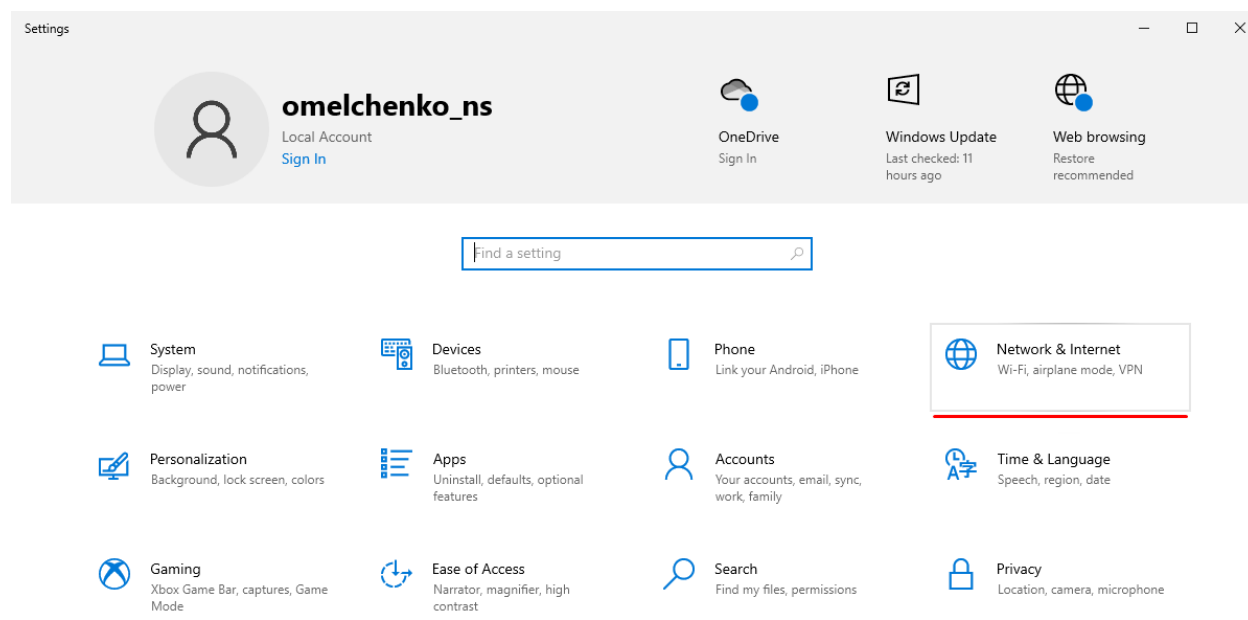 Settings
omelchenko_ns
Local Account
Sign In
OneDrive
Sign In
Windows Update
Last checked: 11
hours ago
Web browsing
Restore
recommended
Find a setting
System
Display, sound, notifications,
power
Devices
Bluetooth, printers, mouse
Phone
Link your Android, iPhone
Network & Internet
Wi-Fi, airplane mode, VPN
Personalization
Background, lock screen, colors
Apps
Uninstall, defaults, optional
features
Accounts
Your accounts, email, sync,
work, family
Time & Language
Speech, region, date
Gaming
Xbox Game Bar, captures, Game
Mode
Ease of Access
Narrator, magnifier, high
contrast
Search
Find my files, permissions
Privacy
Location, camera, microphone